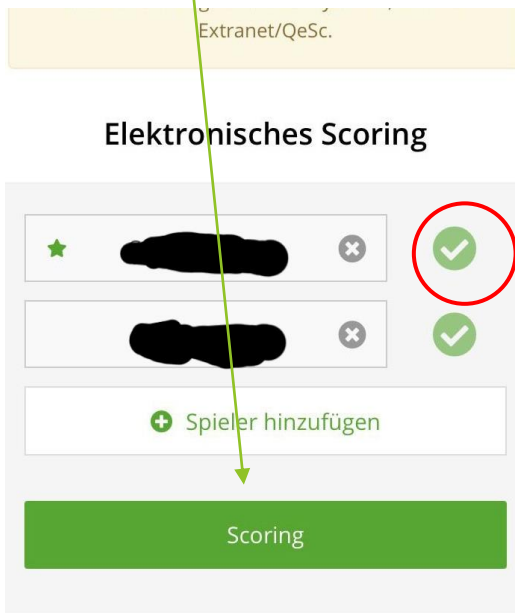 Extranet/QeSc.
Elektronisches Scoring
Spieler hinzufügen
Scoring